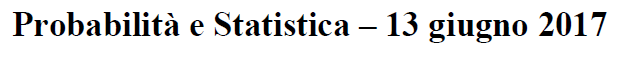 Probabilità e Statistica – 13 giugno 2017